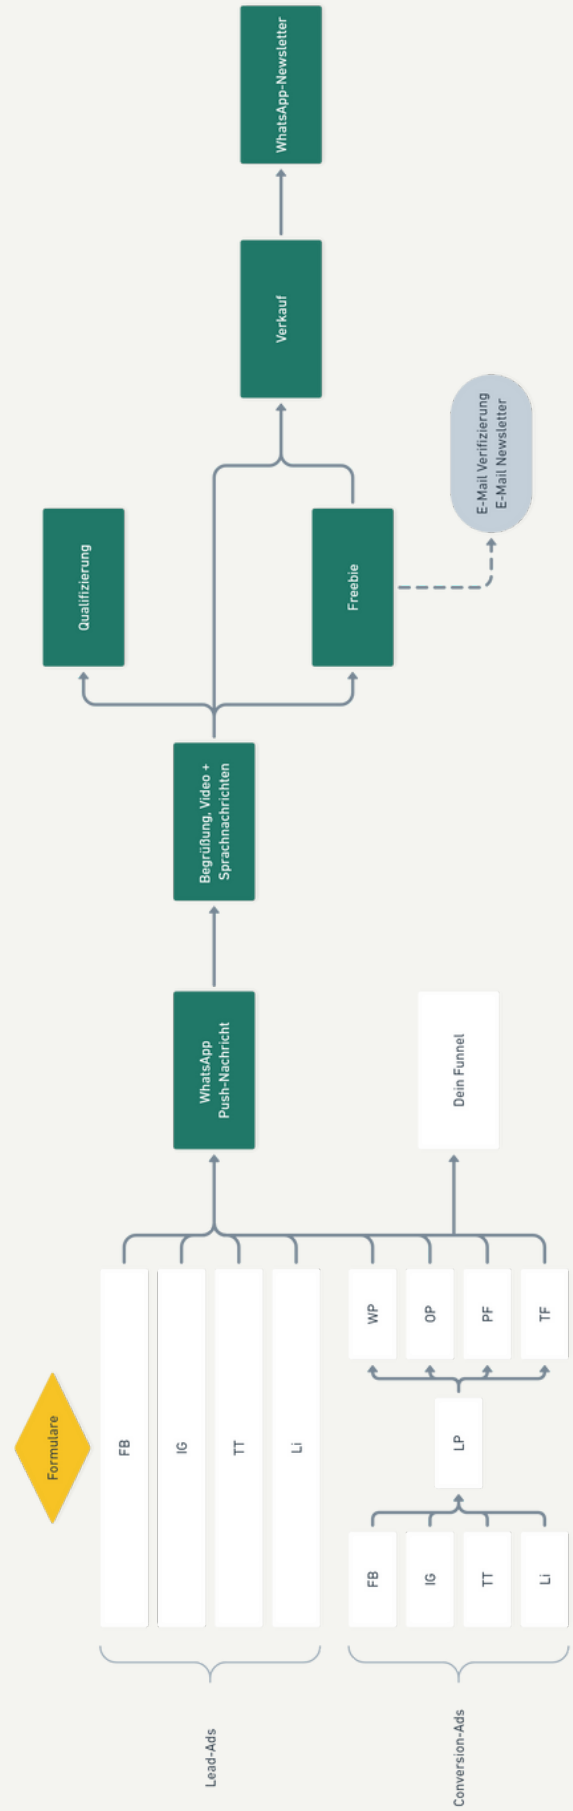 Formulare
Lead-Ads
FB
IG
TT
Li
Conversion-Ads
FB
IG
TT
Li
LP
WP
OP
PF
TF
WhatsApp
Push-Nachricht
Dein Funnel
Begrüßung, Video +
Sprachnachrichten
Qualifizierung
Freebie
E-Mail Verifizierung
E-Mail Newsletter
Verkauf
WhatsApp-Newsletter